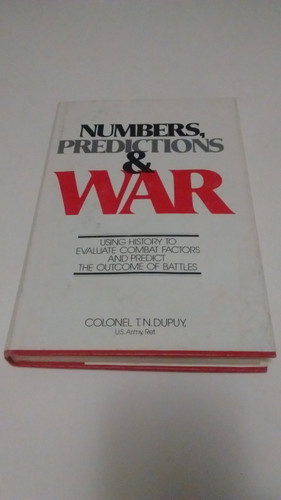 NUMBERS,
PREDICTIONS
&
WAR
USING HISTORY TO
EVALUATE COMBAT FACTORS
AND PREDICT
THE OUTCOME OF BATTLES
COLONEL T.N. DUPUY,
U.S. Army, Ret.